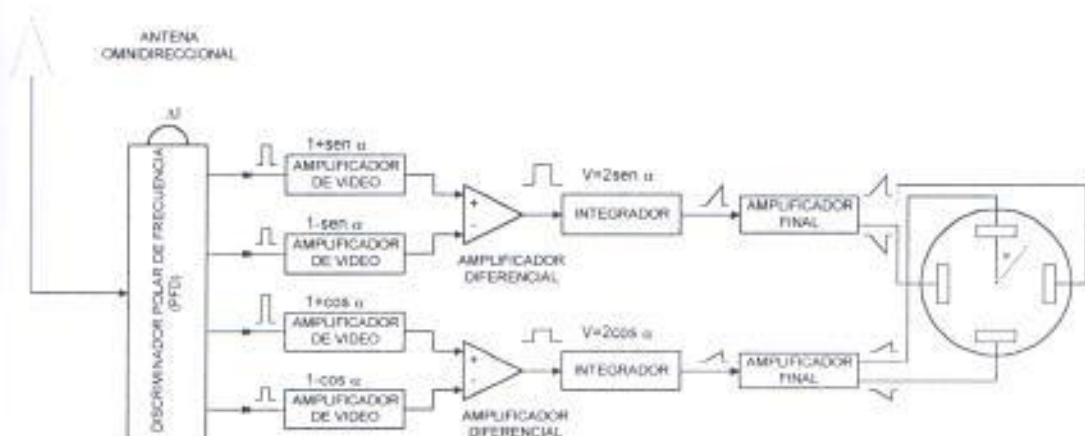 ANTENA
OMNIDIRECCIONAL
DISCRIMINADOR POLAR DE FRECUENCIA
(PFD)
1+sen α
AMPLIFICADOR
DE VIDEO
1-sen α
AMPLIFICADOR
DE VIDEO
1+cos α
AMPLIFICADOR
DE VIDEO
1-cos α
AMPLIFICADOR
DE VIDEO
+
-
AMPLIFICADOR
DIFERENCIAL
+
-
AMPLIFICADOR
DIFERENCIAL
V=2sen α
INTEGRADOR
V=2cos α
INTEGRADOR
AMPLIFICADOR
FINAL
AMPLIFICADOR
FINAL